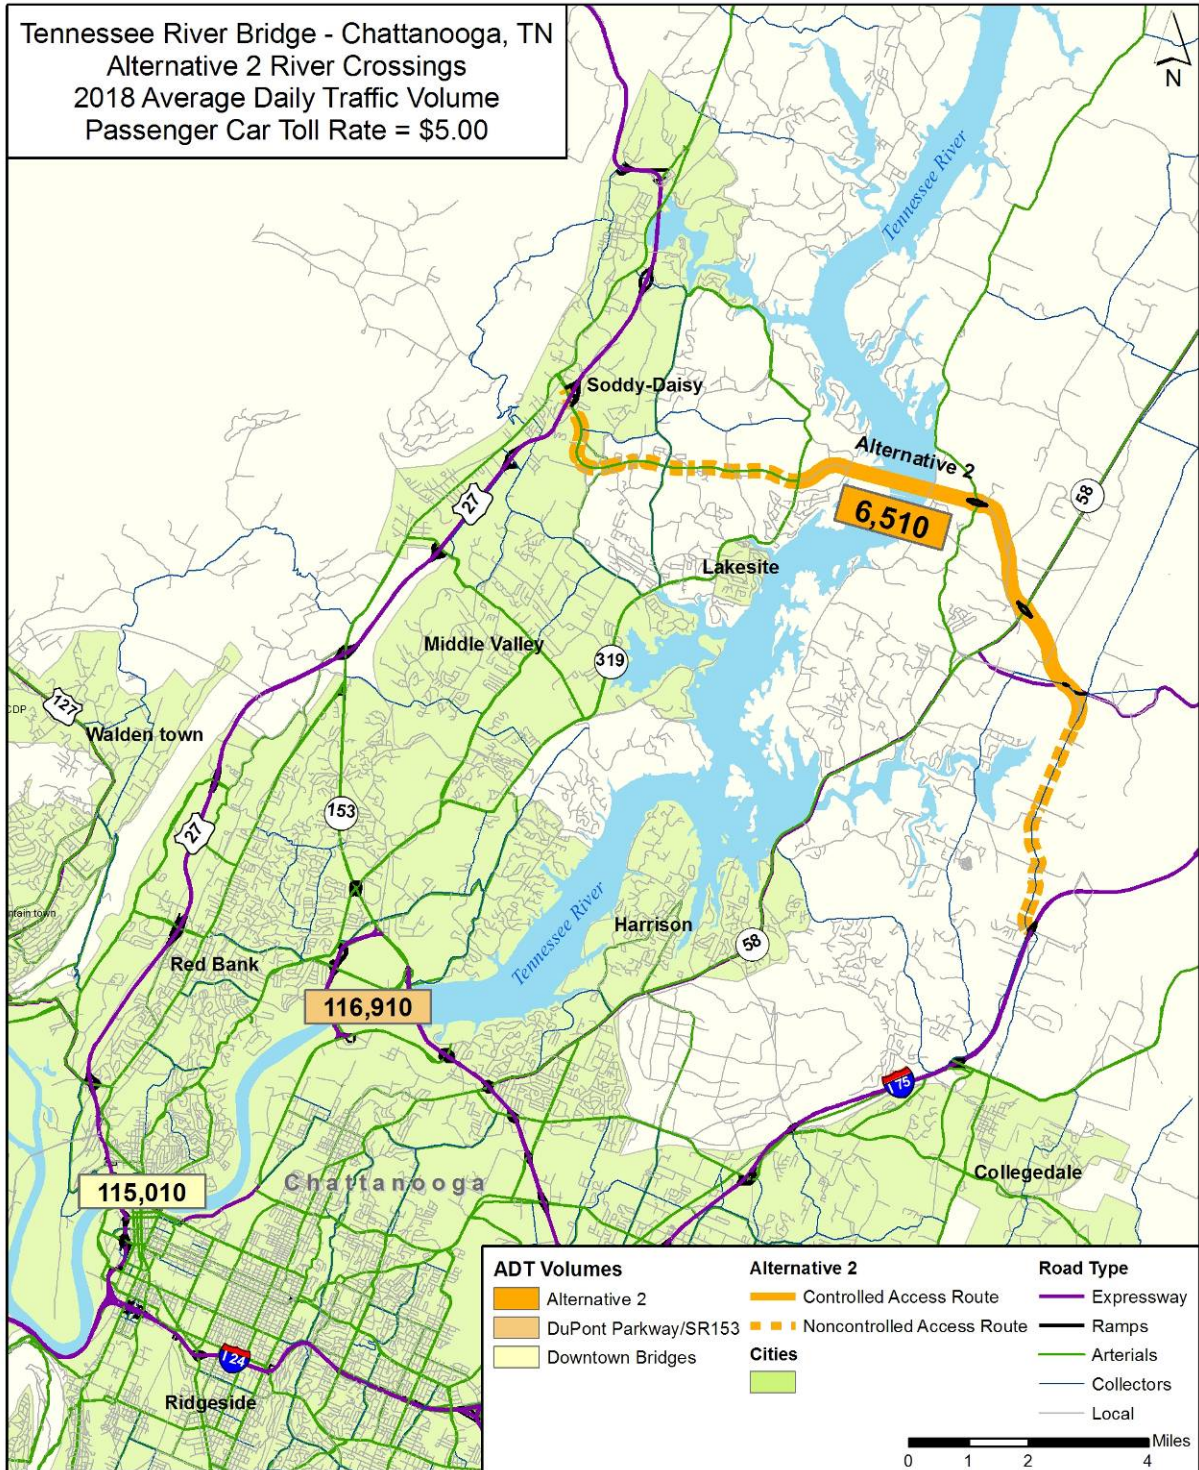 Tennessee River Bridge - Chattanooga, TN
Alternative 2 River Crossings
2018 Average Daily Traffic Volume
Passenger Car Toll Rate = $5.00
N
Tennessee River
Soddy-Daisy
Alternative 2
58
27
6,510
Lakesite
Middle Valley
319
127
CDP
Walden town
153
27
Tennessee River
Harrison
ntain town
58
Red Bank
116,910
I 75
Collegedale
115,010
Chattanooga
I 24
Ridgeside
ADT Volumes
Alternative 2
DuPont Parkway/SR153
Downtown Bridges
Alternative 2
Controlled Access Route
Noncontrolled Access Route
Cities
Road Type
Expressway
Ramps
Arterials
Collectors
Local
Miles
0 1 2 4